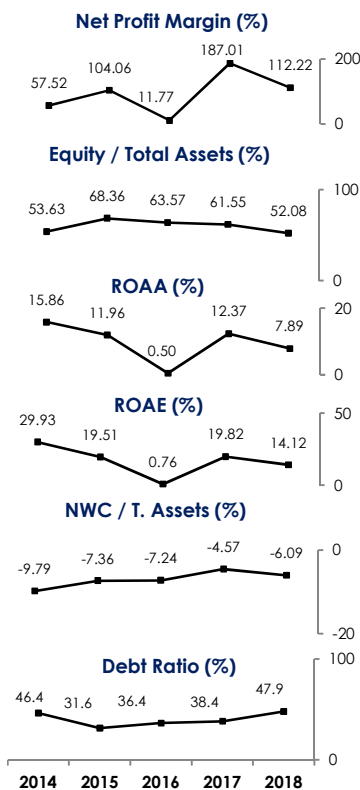 Net Profit Margin (%)
57.52 104.06 11.77 187.01 112.22 200
0
Equity / Total Assets (%)
53.63 68.36 63.57 61.55 52.08 100
0
ROAA (%)
15.86 11.96 0.50 12.37 7.89 20
0
ROAE (%)
29.93 19.51 0.76 19.82 14.12 50
0
NWC / T. Assets (%)
-9.79 -7.36 -7.24 -4.57 -6.09 0
-20
Debt Ratio (%)
46.4 31.6 36.4 38.4 47.9 100
0
2014 2015 2016 2017 2018